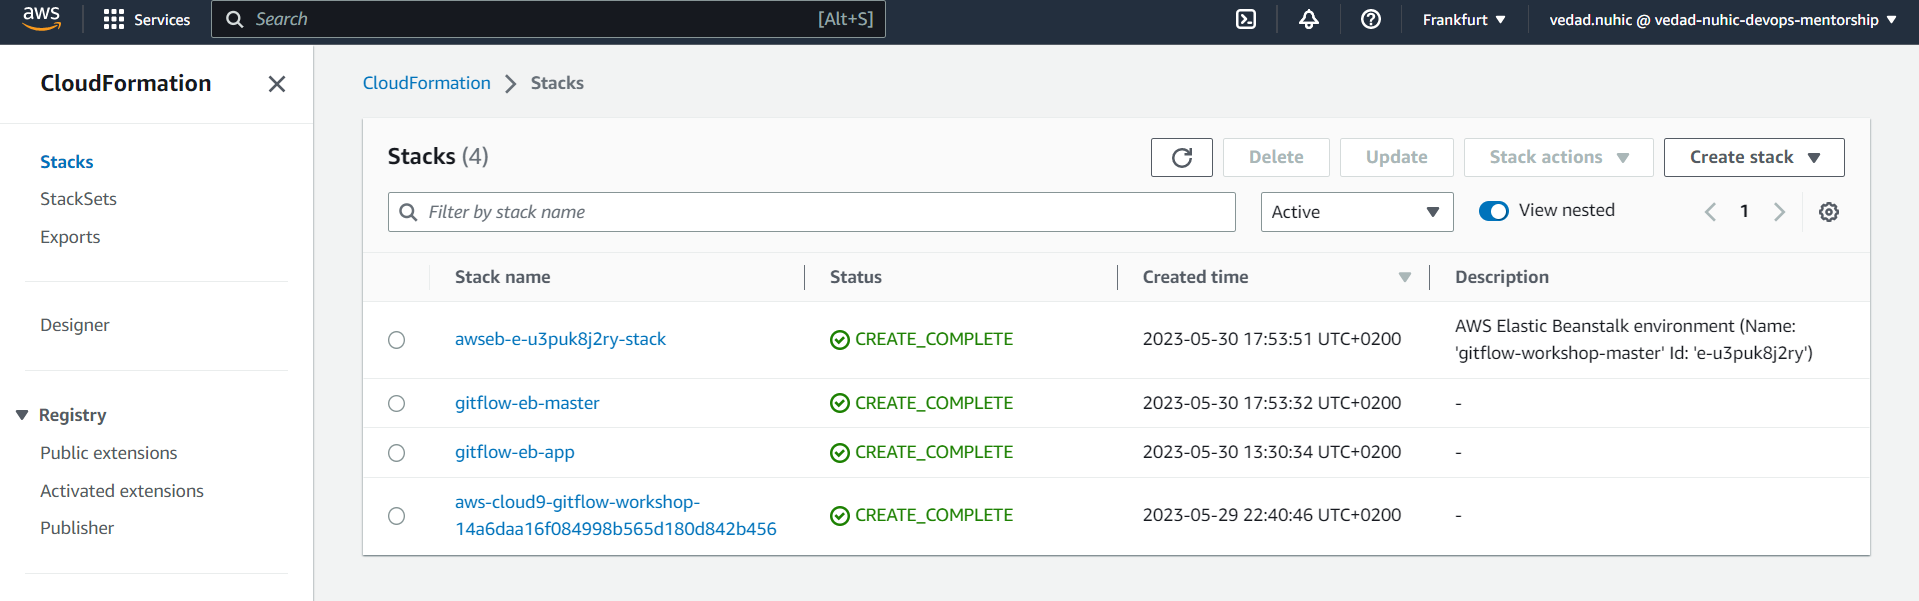 aws
Services
Search
[Alt+S]
Frankfurt
vedad.nuhic @ vedad-nuhic-devops-mentorship
CloudFormation
Stacks
StackSets
Exports
Designer
Registry
Public extensions
Activated extensions
Publisher
CloudFormation
Stacks
Stacks (4)
Delete
Update
Stack actions
Create stack
Filter by stack name
Active
View nested
1
Stack name
Status
Created time
Description
awseb-e-u3puk8j2ry-stack
CREATE_COMPLETE
2023-05-30 17:53:51 UTC+0200
AWS Elastic Beanstalk environment (Name:
'gitflow-workshop-master' Id: 'e-u3puk8j2ry')
gitflow-eb-master
CREATE_COMPLETE
2023-05-30 17:53:32 UTC+0200
-
gitflow-eb-app
CREATE_COMPLETE
2023-05-30 13:30:34 UTC+0200
-
aws-cloud9-gitflow-workshop-
14a6daa16f084998b565d180d842b456
CREATE_COMPLETE
2023-05-29 22:40:46 UTC+0200
-